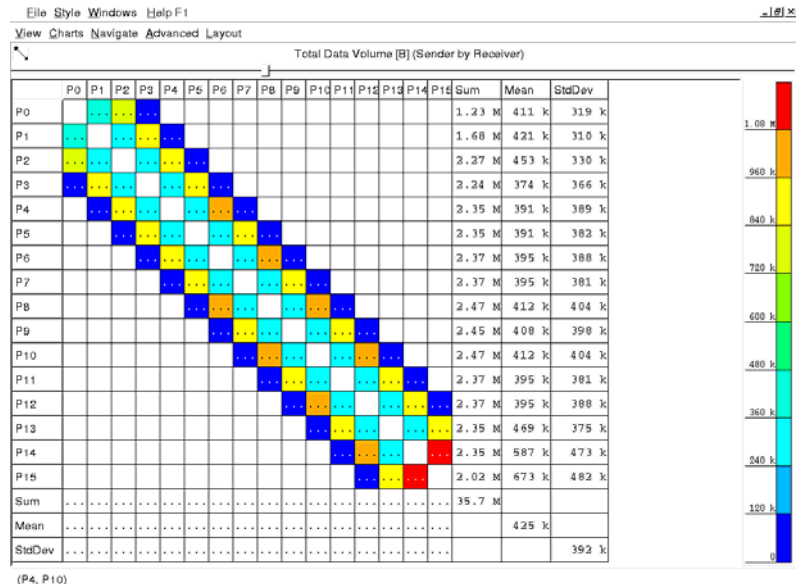 File Style Windows Help F1
View Charts Navigate Advanced Layout
Total Data Volume [B] (Sender by Receiver)
P0 P1 P2 P3 P4 P5 P6 P7 P8 P9 P10 P11 P12 P13 P14 P15 Sum Mean StdDev
P0 ... ... ... 1.23 M 411 k 319 k
P1 ... ... ... ... 1.68 M 421 k 310 k
P2 ... ... ... ... ... 2.27 M 453 k 330 k
P3 ... ... ... ... ... ... 2.24 M 374 k 366 k
P4 ... ... ... ... ... ... 2.35 M 391 k 389 k
P5 ... ... ... ... ... ... 2.35 M 391 k 382 k
P6 ... ... ... ... ... ... 2.37 M 395 k 388 k
P7 ... ... ... ... ... ... 2.37 M 395 k 381 k
P8 ... ... ... ... ... ... 2.47 M 412 k 404 k
P9 ... ... ... ... ... ... 2.45 M 408 k 398 k
P10 ... ... ... ... ... ... 2.47 M 412 k 404 k
P11 ... ... ... ... ... ... 2.37 M 395 k 381 k
P12 ... ... ... ... ... ... 2.37 M 395 k 388 k
P13 ... ... ... ... ... 2.35 M 469 k 375 k
P14 ... ... ... ... 2.35 M 587 k 473 k
P15 ... ... ... 2.02 M 673 k 482 k
Sum ... ... ... ... ... ... ... ... ... ... ... ... ... ... ... ... 35.7 M
Mean ... ... ... ... ... ... ... ... ... ... ... ... ... ... ... ... 425 k
StdDev ... ... ... ... ... ... ... ... ... ... ... ... ... ... ... ... 392 k
1.08 M
960 k
840 k
720 k
600 k
480 k
360 k
240 k
120 k
0
(P4, P10)